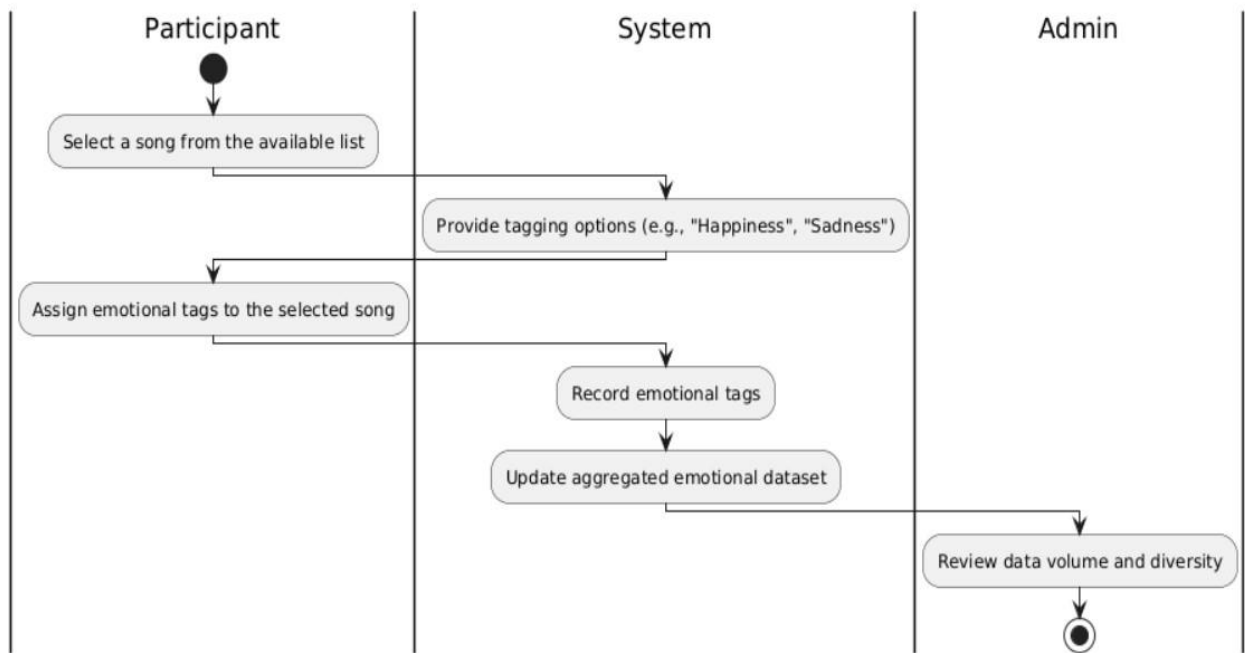 Participant
System
Admin
Select a song from the available list
Provide tagging options (e.g., "Happiness", "Sadness")
Assign emotional tags to the selected song
Record emotional tags
Update aggregated emotional dataset
Review data volume and diversity